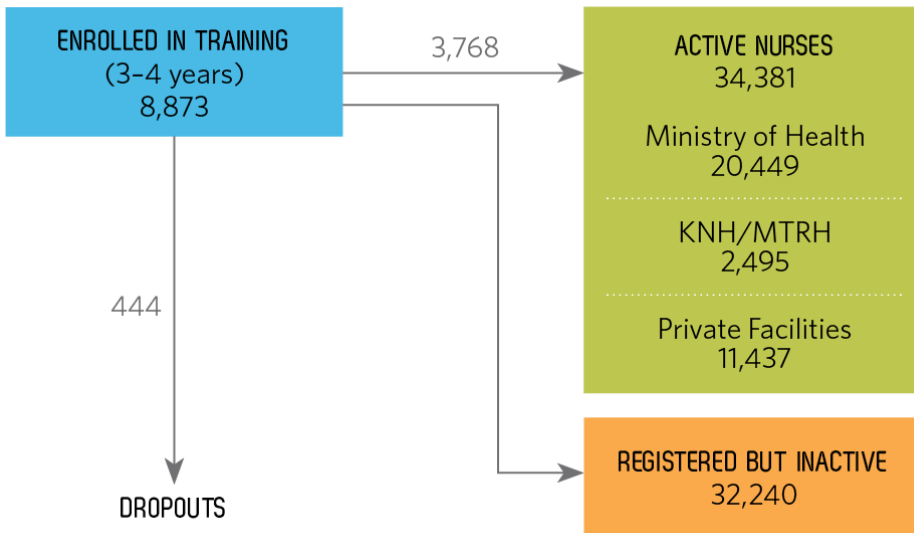 ENROLLED IN TRAINING
(3–4 years)
8,873
3,768
ACTIVE NURSES
34,381
Ministry of Health
20,449
KNH/MTRH
2,495
Private Facilities
11,437
444
DROPOUTS
REGISTERED BUT INACTIVE
32,240